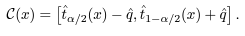 𝒞(x) = [t̂_{α/2}(x) − q̂, t̂_{1−α/2}(x) + q̂] .